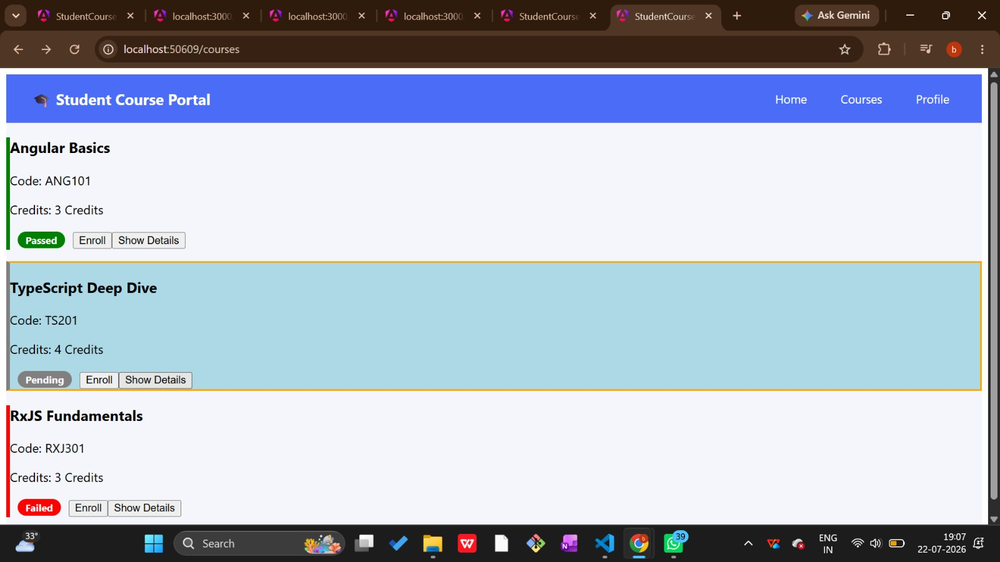 StudentCourse
localhost:3000
localhost:3000
localhost:3000
StudentCourse
StudentCourse
Ask Gemini
localhost:50609/courses
b
Student Course Portal
Home
Courses
Profile
Angular Basics
Code: ANG101
Credits: 3 Credits
Passed
Enroll
Show Details
TypeScript Deep Dive
Code: TS201
Credits: 4 Credits
Pending
Enroll
Show Details
RxJS Fundamentals
Code: RXJ301
Credits: 3 Credits
Failed
Enroll
Show Details
33°
Search
W
N
b
39
ENG
IN
19:07
22-07-2026